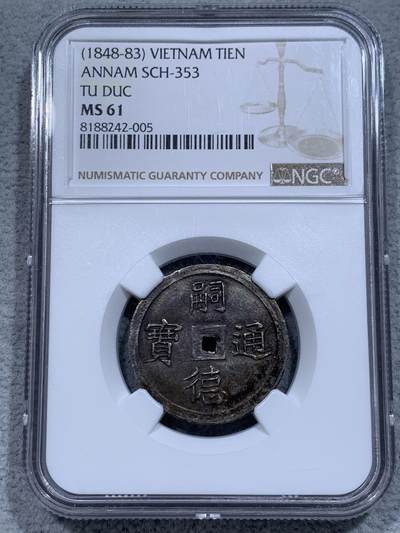 (1848-83) VIETNAM TIEN
ANNAM SCH-353
TU DUC
MS 61
8188242-005
NUMISMATIC GUARANTY COMPANY
NGC
嗣德通寶